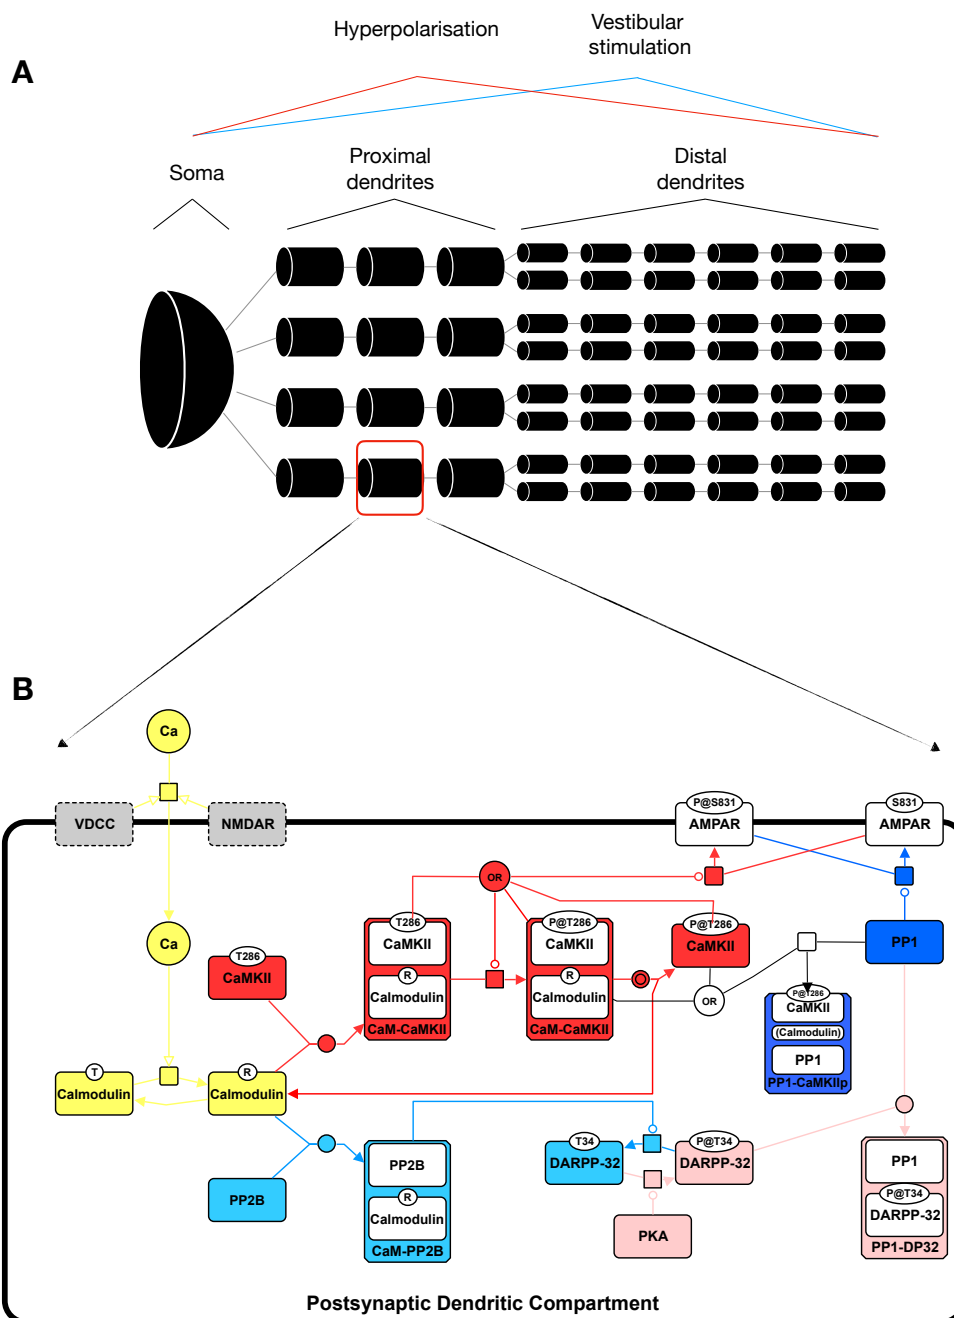 Hyperpolarisation
Vestibular
stimulation
A
Soma
Proximal
dendrites
Distal
dendrites
B
Ca
VDCC
NMDAR
P@S831
AMPAR
S831
AMPAR
OR
Ca
T286
CaMKII
T286
CaMKII
R
Calmodulin
CaM-CaMKII
P@T286
CaMKII
R
Calmodulin
CaM-CaMKII
P@T286
CaMKII
OR
PP1
P@T286
CaMKII
(Calmodulin)
PP1
PP1-CaMKIIp
T
Calmodulin
R
Calmodulin
PP2B
PP2B
R
Calmodulin
CaM-PP2B
T34
DARPP-32
P@T34
DARPP-32
PKA
PP1
P@T34
DARPP-32
PP1-DP32
Postsynaptic Dendritic Compartment